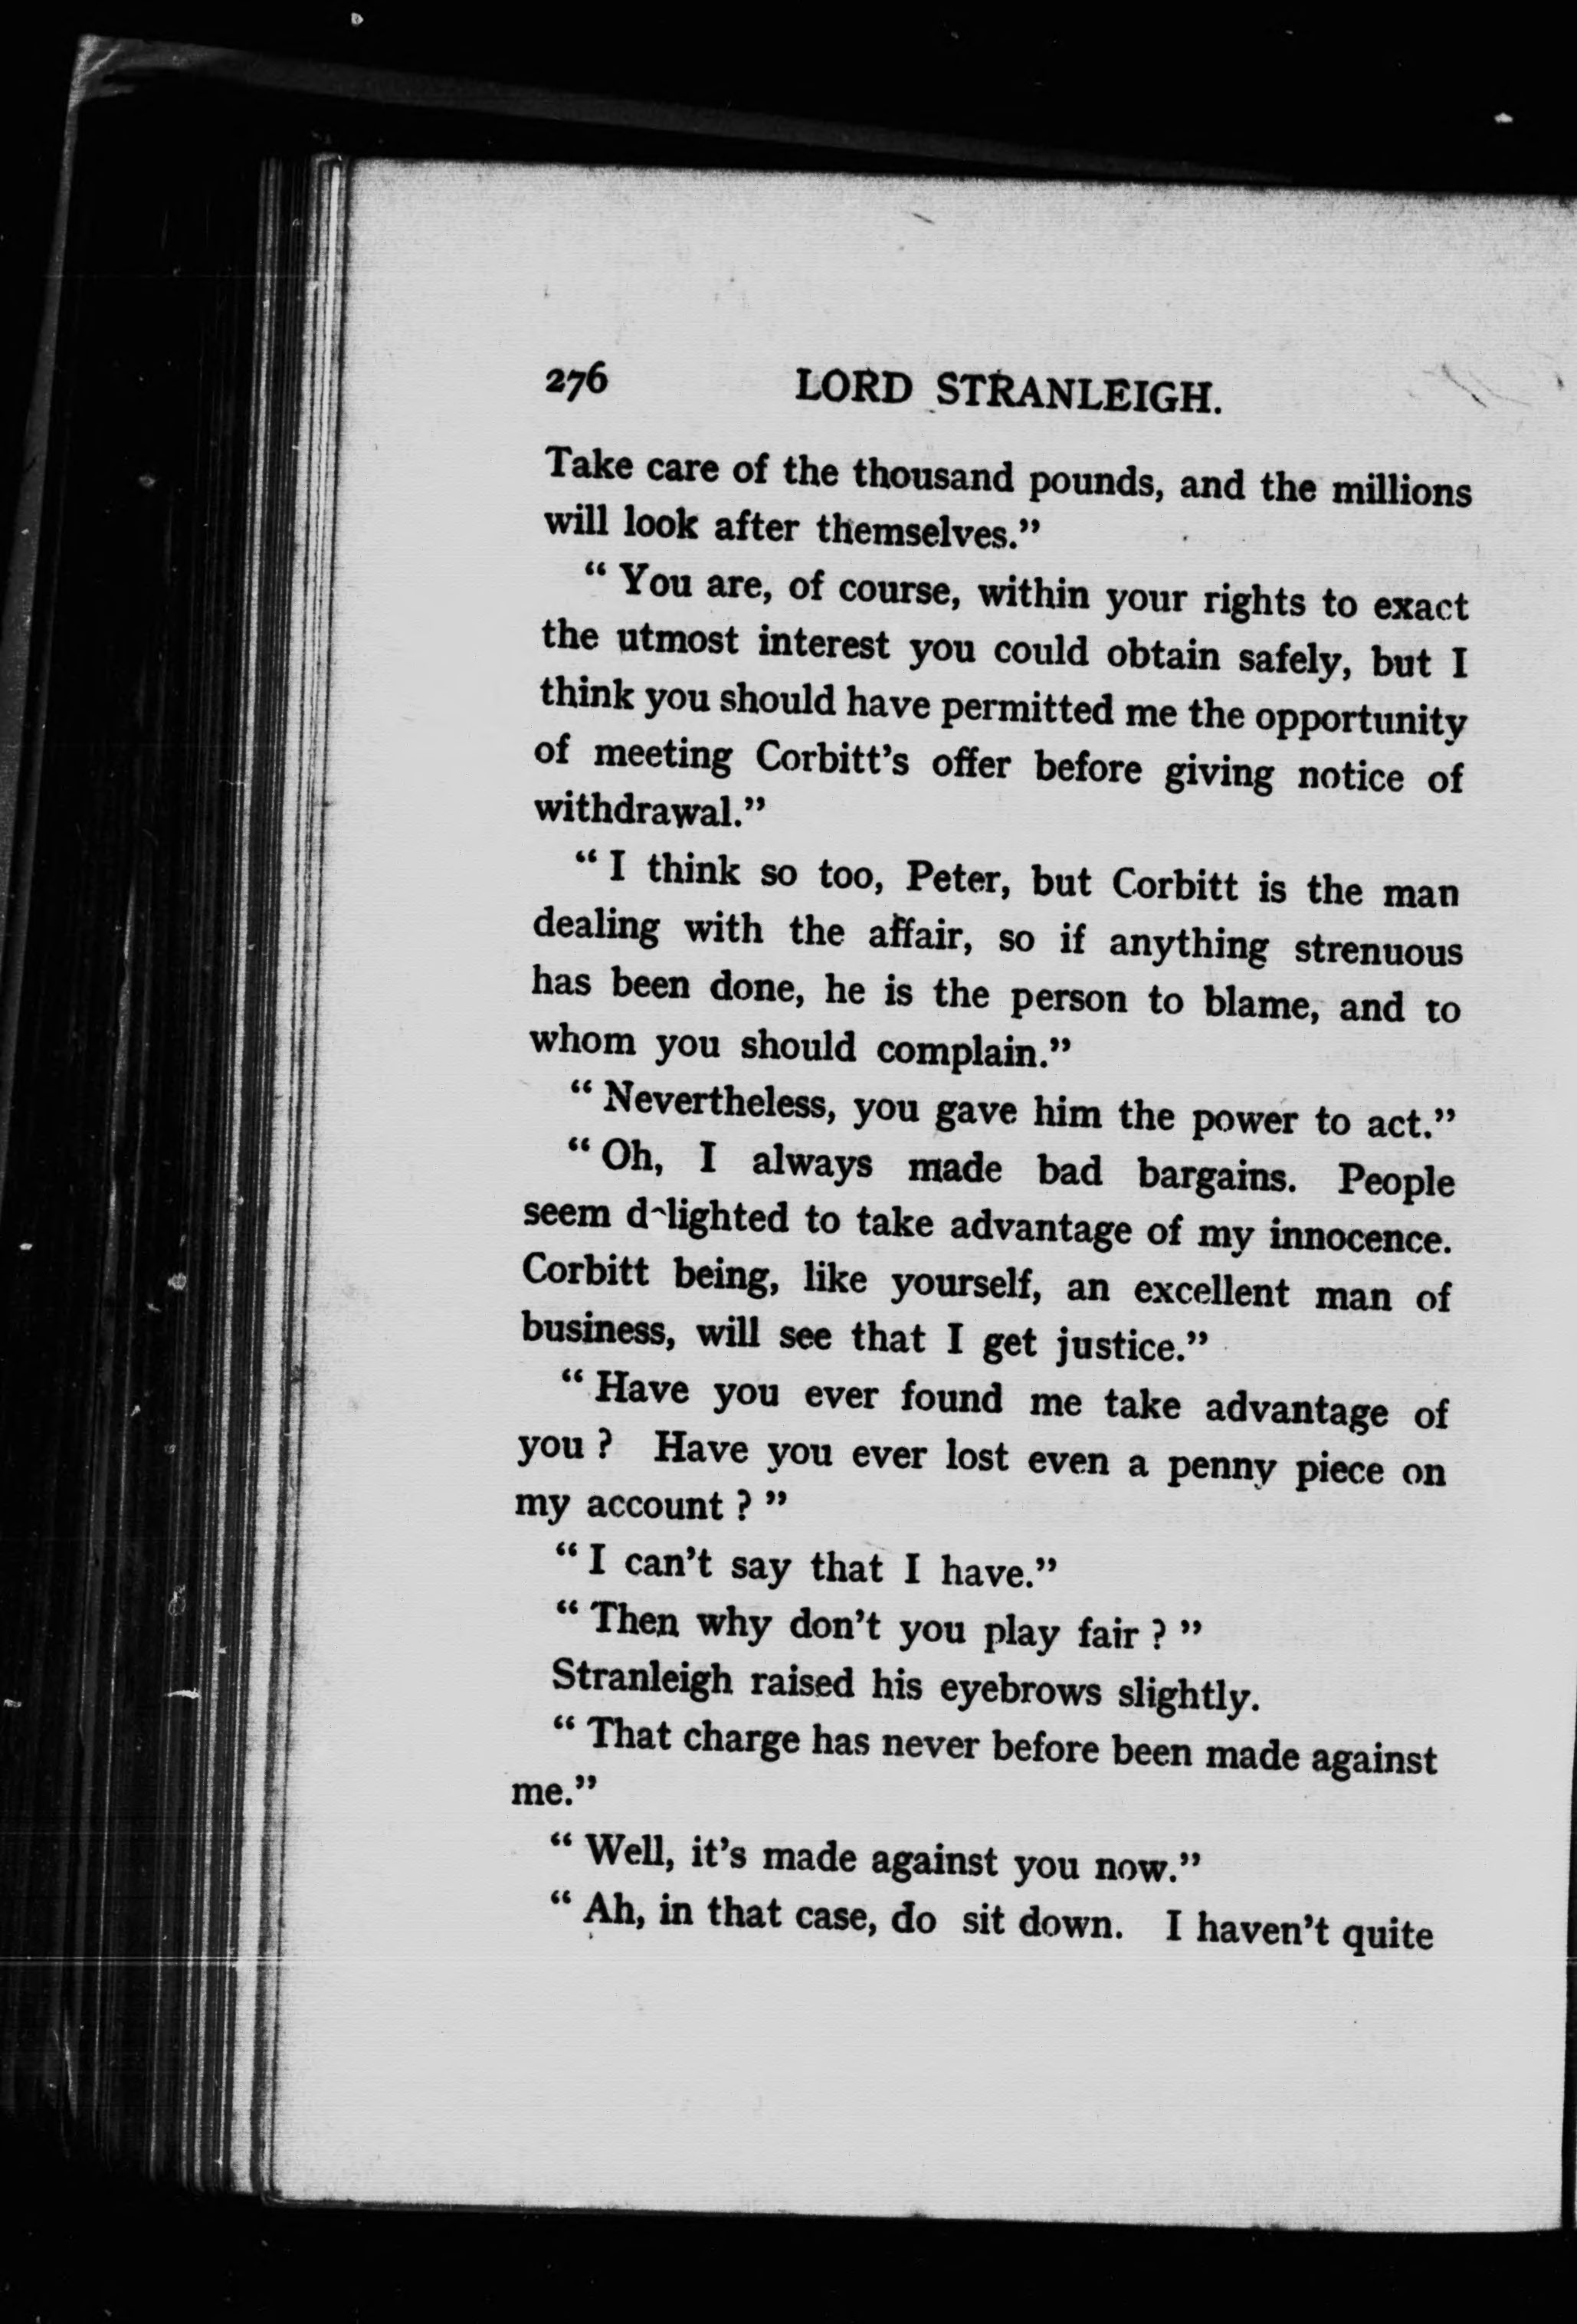 276 LORD STRANLEIGH.
Take care of the thousand pounds, and the millions
will look after themselves.”
“ You are, of course, within your rights to exact
the utmost interest you could obtain safely, but I
think you should have permitted me the opportunity
of meeting Corbitt’s offer before giving notice of
withdrawal.”
“ I think so too, Peter, but Corbitt is the man
dealing with the affair, so if anything strenuous
has been done, he is the person to blame, and to
whom you should complain.”
“ Nevertheless, you gave him the power to act.”
“ Oh, I always made bad bargains. People
seem delighted to take advantage of my innocence.
Corbitt being, like yourself, an excellent man of
business, will see that I get justice.”
“ Have you ever found me take advantage of
you ? Have you ever lost even a penny piece on
my account ? ”
“ I can’t say that I have.”
“ Then why don’t you play fair ? ”
Stranleigh raised his eyebrows slightly.
“ That charge has never before been made against
me.”
“ Well, it’s made against you now.”
“ Ah, in that case, do sit down. I haven’t quite